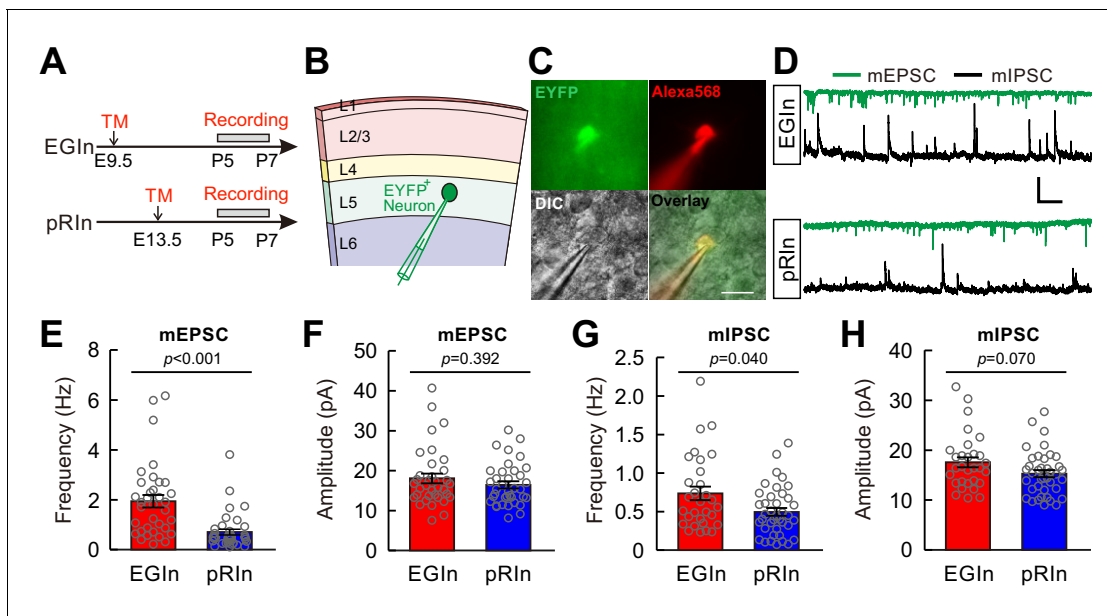 A
TM
Recording
EGIn
E9.5
P5
P7
TM
Recording
pRIn
E13.5
P5
P7
B
L1
L2/3
L4
L5
L6
EYFP+
Neuron
C
EYFP
Alexa568
DIC
Overlay
D
mEPSC
mIPSC
EGIn
pRIn
E
mEPSC
p<0.001
Frequency (Hz)
8
6
4
2
0
EGIn
pRIn
F
mEPSC
p=0.392
Amplitude (pA)
50
40
30
20
10
0
EGIn
pRIn
G
mIPSC
p=0.040
Frequency (Hz)
2.5
2.0
1.5
1.0
0.5
0
EGIn
pRIn
H
mIPSC
p=0.070
Amplitude (pA)
40
30
20
10
0
EGIn
pRIn